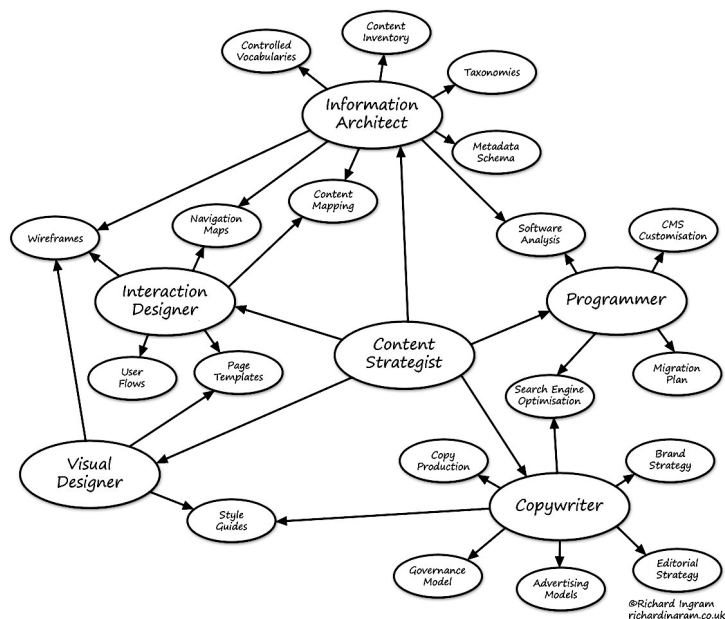 Content
Inventory
Controlled
Vocabularies
Taxonomies
Information
Architect
Metadata
Schema
Content
Mapping
Navigation
Maps
Wireframes
Software
Analysis
CMS
Customisation
Interaction
Designer
Programmer
Content
Strategist
User
Flows
Page
Templates
Migration
Plan
Search Engine
Optimisation
Visual
Designer
Copy
Production
Brand
Strategy
Copywriter
Style
Guides
Governance
Model
Advertising
Models
Editorial
Strategy
©Richard Ingram
richardingram.co.uk